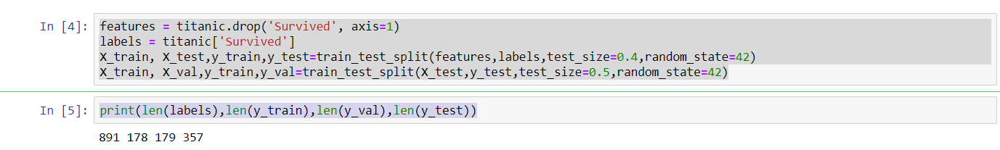 In [4]: features = titanic.drop('Survived', axis=1)
labels = titanic['Survived']
X_train, X_test,y_train,y_test=train_test_split(features,labels,test_size=0.4,random_state=42)
X_train, X_val,y_train,y_val=train_test_split(X_test,y_test,test_size=0.5,random_state=42)
In [5]: print(len(labels),len(y_train),len(y_val),len(y_test))
891 178 179 357